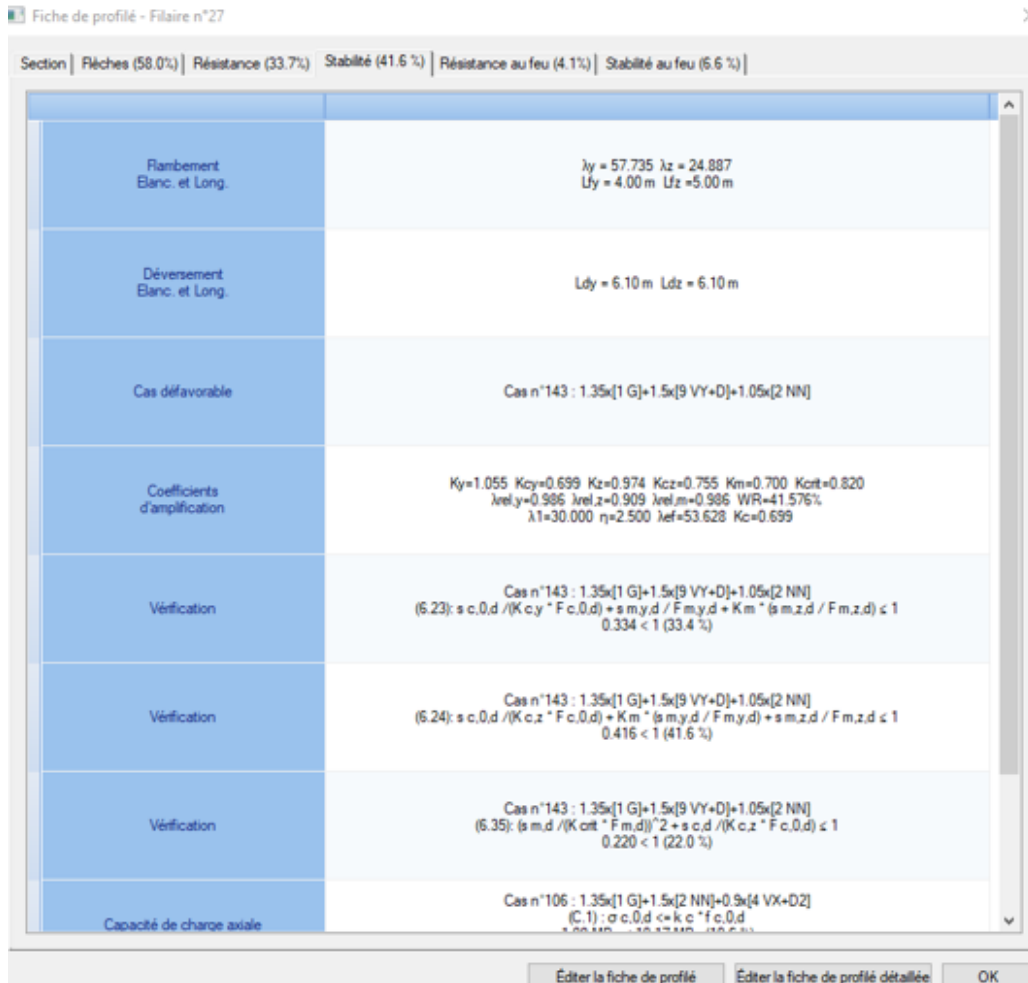 Fiche de profilé - Filaire n°27
Section | Flèches (58.0%) | Résistance (33.7%) | Stabilité (41.6 %) | Résistance au feu (4.1%) | Stabilité au feu (6.6 %)
Flambement
Elanc. et Long.
λy = 57.735 λz = 24.887
Lfy = 4.00 m Lfz =5.00 m
Déversement
Elanc. et Long.
Ldy = 6.10 m Ldz = 6.10 m
Cas défavorable
Cas n°143 : 1.35x[1 G]+1.5x[9 VY+D]+1.05x[2 NN]
Coefficients
d'amplification
Ky=1.055 Kcy=0.699 Kz=0.974 Kcz=0.755 Km=0.700 Kcrit=0.820
λrel,y=0.986 λrel,z=0.909 λrel,m=0.986 WR=41.576%
λ1=30.000 η=2.500 λef=53.628 Kc=0.699
Vérification
Cas n°143 : 1.35x[1 G]+1.5x[9 VY+D]+1.05x[2 NN]
(6.23): s c,0,d /(K c,y * F c,0,d) + s m,y,d / F m,y,d + K m * (s m,z,d / F m,z,d) ≤ 1
0.334 < 1 (33.4 %)
Vérification
Cas n°143 : 1.35x[1 G]+1.5x[9 VY+D]+1.05x[2 NN]
(6.24): s c,0,d /(K c,z * F c,0,d) + K m * (s m,y,d / F m,y,d) + s m,z,d / F m,z,d ≤ 1
0.416 < 1 (41.6 %)
Vérification
Cas n°143 : 1.35x[1 G]+1.5x[9 VY+D]+1.05x[2 NN]
(6.35): (s m,d /(K crit * F m,d))^2 + s c,d /(K c,z * F c,0,d) ≤ 1
0.220 < 1 (22.0 %)
Capacité de charge axiale
Cas n°106 : 1.35x[1 G]+1.5x[2 NN]+0.9x[4 VX+D2]
(C.1) : σ c,0,d <= k c * f c,0,d
Éditer la fiche de profilé
Éditer la fiche de profilé détaillée
OK